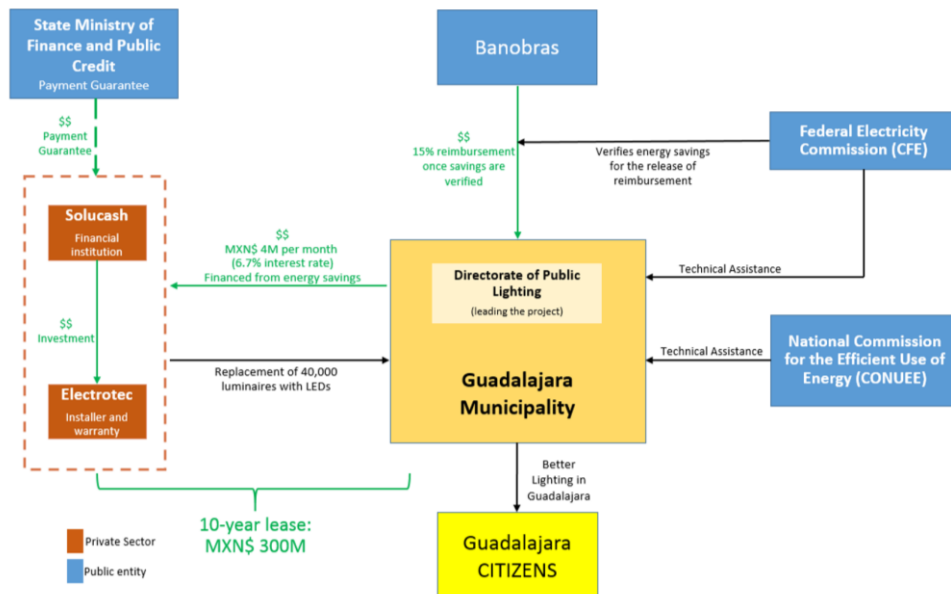 State Ministry of
Finance and Public
Credit
Payment Guarantee
Banobras
$$
Payment
Guarantee
$$
15% reimbursement
once savings are
verified
Verifies energy savings
for the release of
reimbursement
Federal Electricity
Commission (CFE)
Solucash
Financial
institution
$$
MXN$ 4M per month
(6.7% interest rate)
Financed from energy savings
Directorate of Public
Lighting
(leading the project)
Technical Assistance
$$
Investment
Replacement of 40,000
luminaires with LEDs
Guadalajara
Municipality
Technical Assistance
National Commission
for the Efficient Use of
Energy (CONUEE)
Electrotec
Installer and
warranty
Better
Lighting in
Guadalajara
10-year lease:
MXN$ 300M
Private Sector
Public entity
Guadalajara
CITIZENS